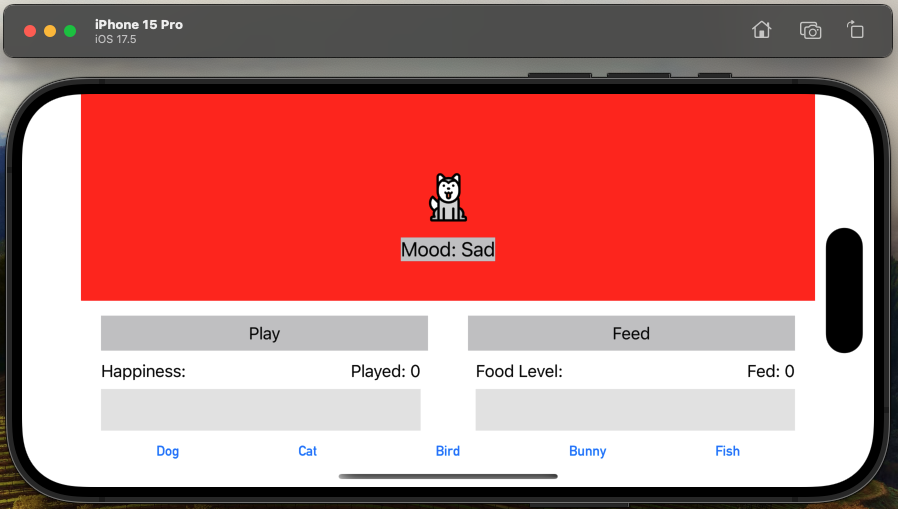 iPhone 15 Pro
iOS 17.5
Mood: Sad
Play
Feed
Happiness:
Played: 0
Food Level:
Fed: 0
Dog
Cat
Bird
Bunny
Fish